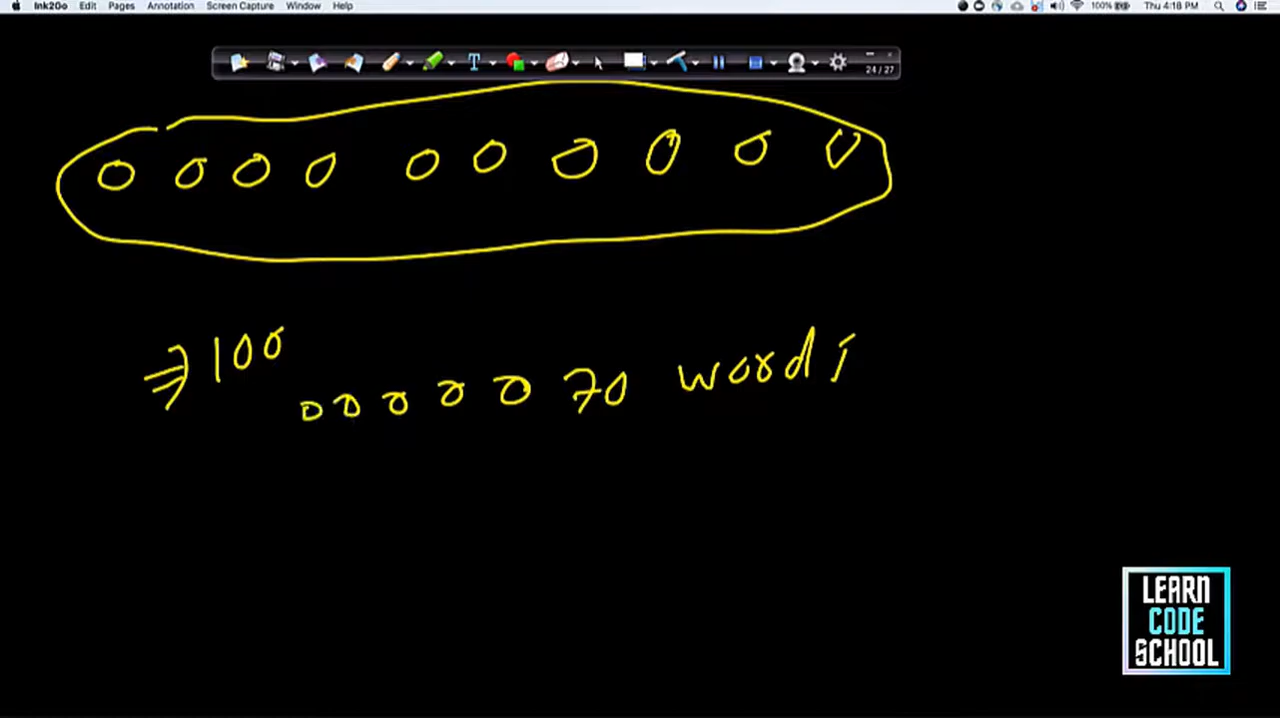 Ink2Go Edit Pages Annotation Screen Capture Window Help 100% Thu 4:18 PM
T 24/27
0 0 0 0 0 0 0 0 0 0
⇒ 100 0 0 0 0 0 70 words
LEARN
CODE
SCHOOL